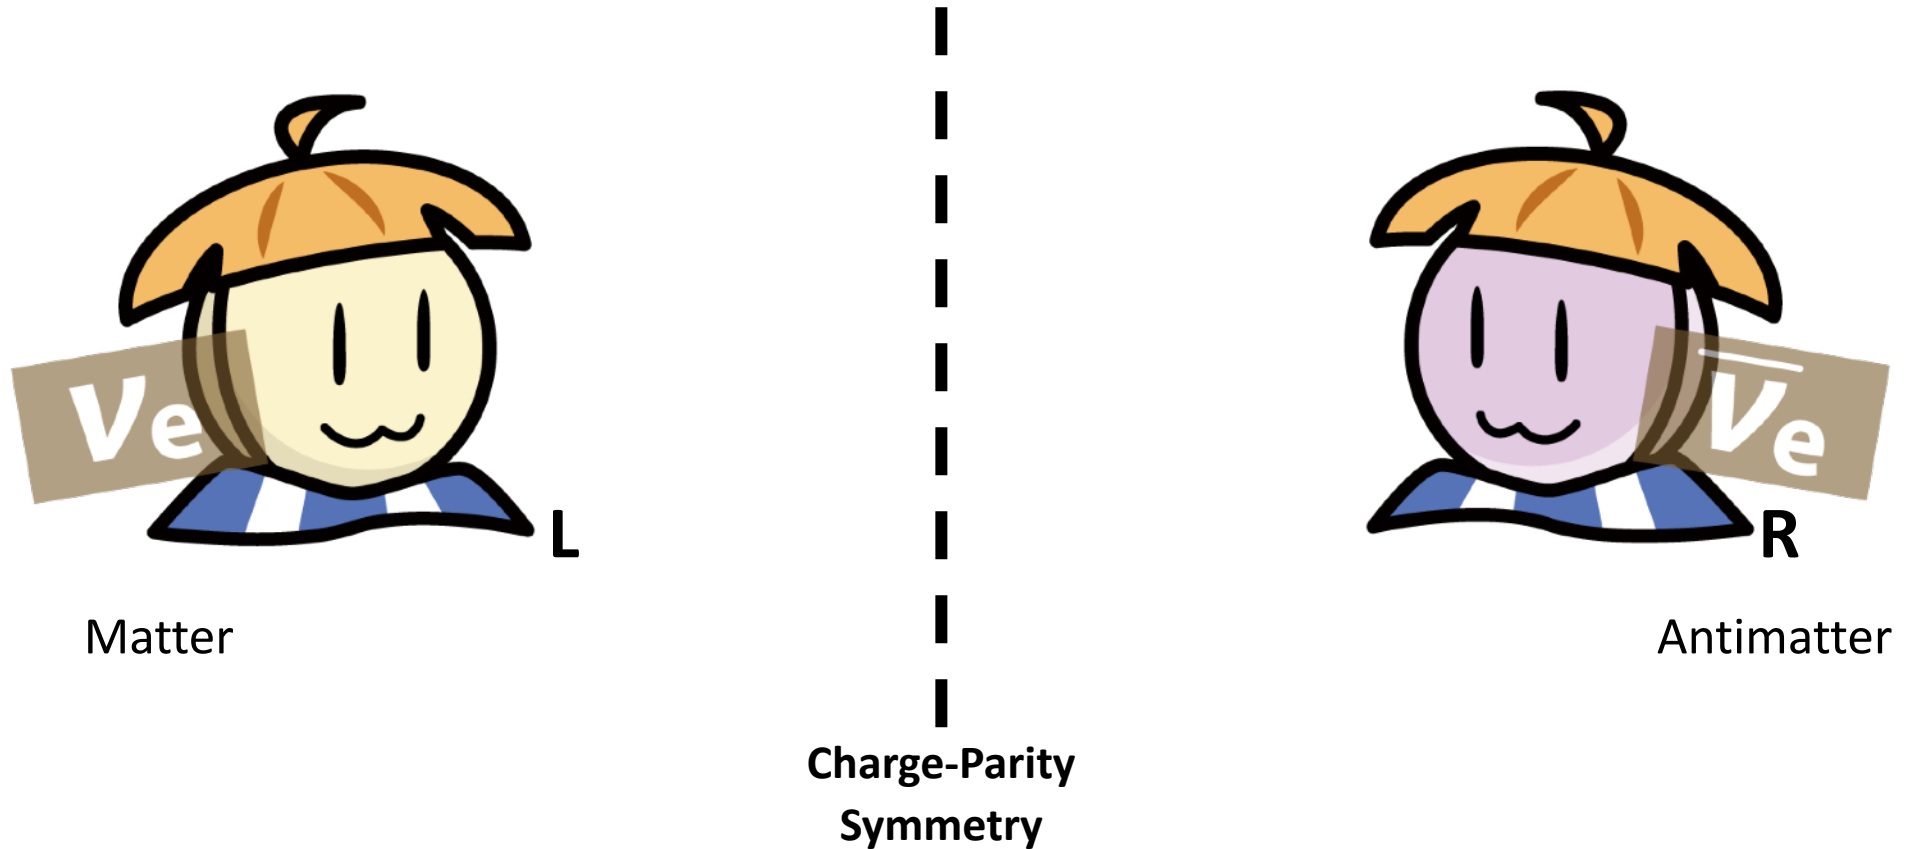 νe
ν̅e
L
R
Matter
Antimatter
Charge-Parity
Symmetry